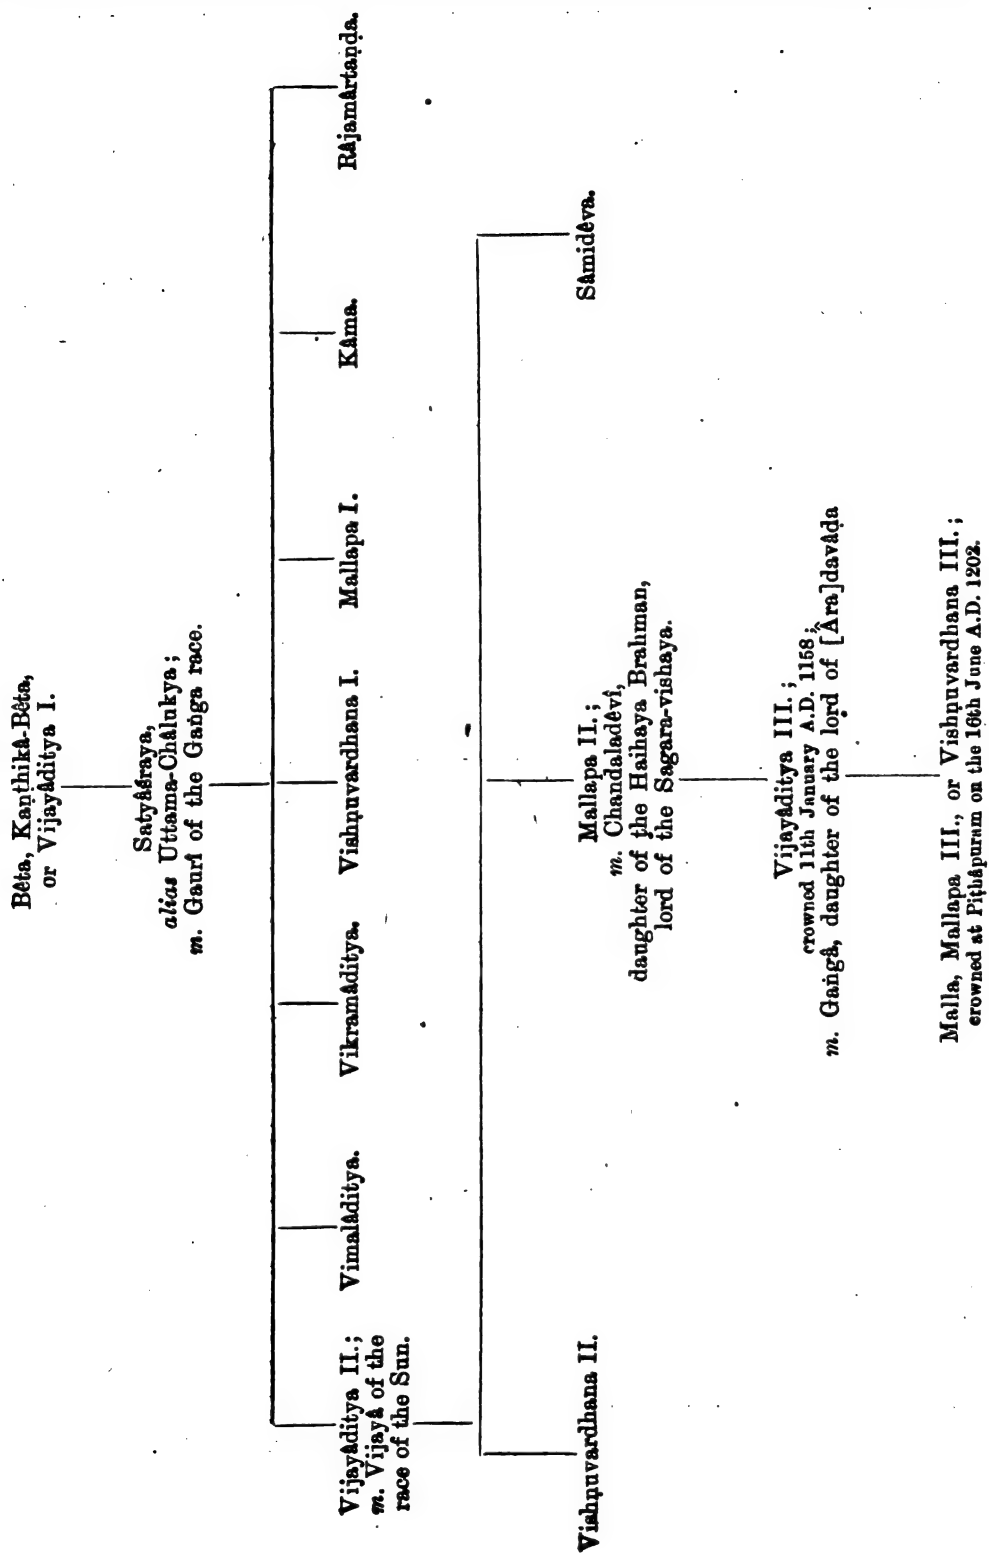 Bêta, Kaṇṭhikâ-Bêta,
or Vijayâditya I.
Satyâśraya,
alias Uttama-Châlukya;
m. Gaurî of the Gaṅga race.
Vijayâditya II.;
m. Vijayâ of the
race of the Sun.
Vimalâditya.
Vikramâditya.
Vishṇuvardhana I.
Mallapa I.
Kâma.
Râjamârtaṇḍa.
Vishṇuvardhana II.
Mallapa II.;
m. Chandaladêvî,
daughter of the Haihaya Brahman,
lord of the Sagara-vishaya.
Sâmidêva.
Vijayâditya III.;
crowned 11th January A.D. 1158;
m. Gaṅgâ, daughter of the lord of [Âra]davâḍa
Malla, Mallapa III., or Vishṇuvardhana III.;
crowned at Piṭhâpuram on the 16th June A.D. 1202.